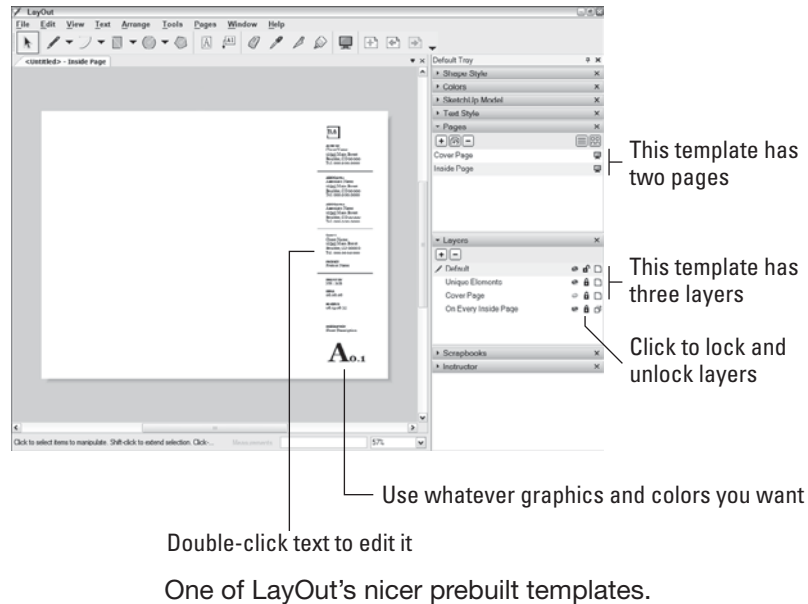 LayOut
File Edit View Text Arrange Tools Pages Window Help
<Untitled> - Inside Page
Default Tray
Shape Style
Colors
SketchUp Model
Text Style
Pages
Cover Page
Inside Page
Layers
Default
Unique Elements
Cover Page
On Every Inside Page
Scrapbooks
Instructor
A0.1
Click to select items to manipulate. Shift-click to extend selection. Click-...
Measurements
57%
This template has
two pages
This template has
three layers
Click to lock and
unlock layers
Use whatever graphics and colors you want
Double-click text to edit it
One of LayOut's nicer prebuilt templates.